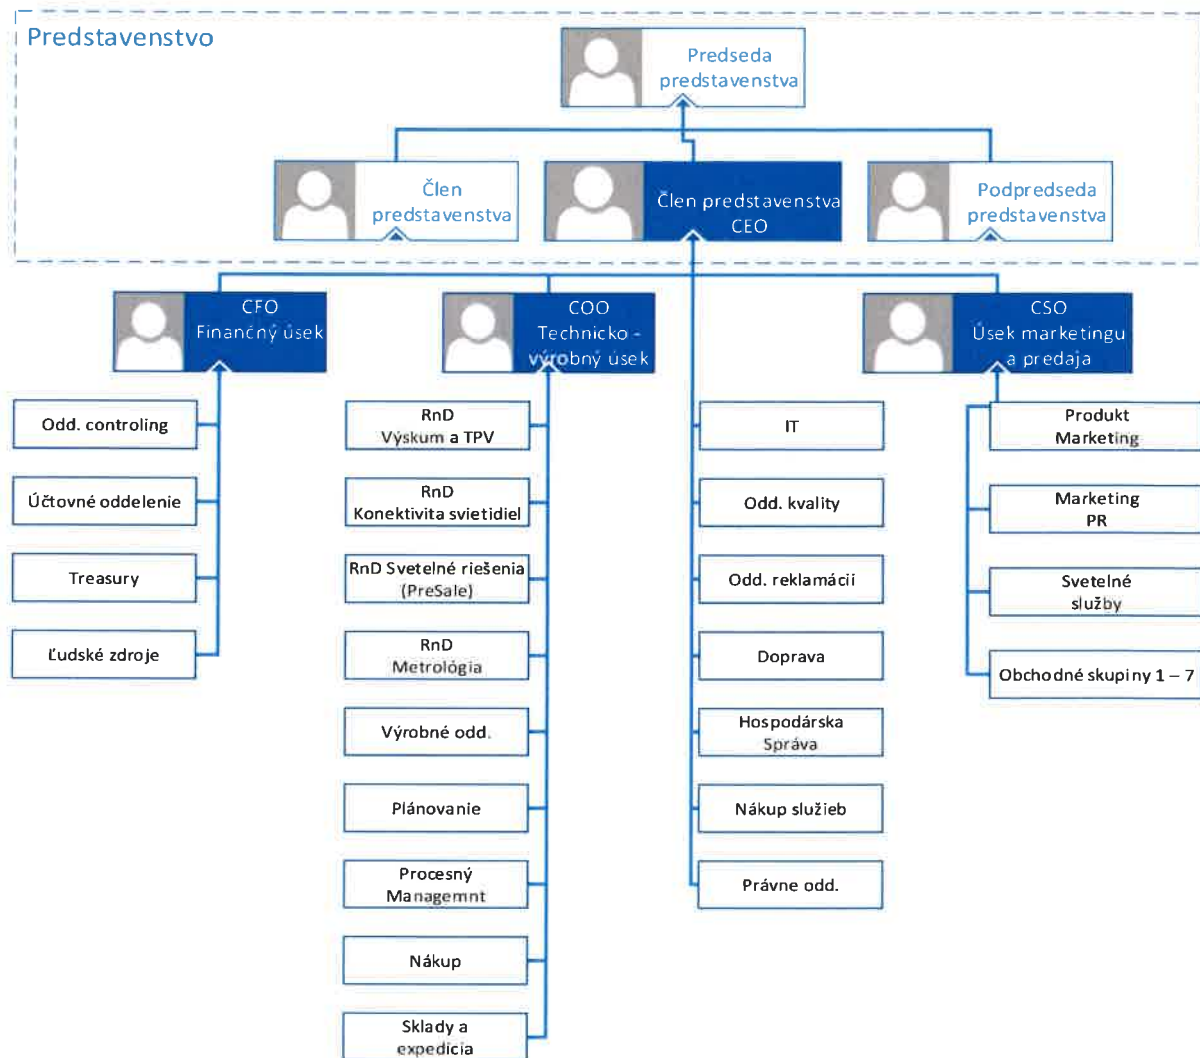 Predstavenstvo
Predseda
predstavenstva
Člen
predstavenstva
Člen predstavenstva
CEO
Podpredseda
predstavenstva
CFO
Finančný úsek
COO
Technicko -
výrobný úsek
CSO
Úsek marketingu
a predaja
Odd. controling
Účtovné oddelenie
Treasury
Ľudské zdroje
RnD
Výskum a TPV
RnD
Konektivita svietidiel
RnD Svetelné riešenia
(PreSale)
RnD
Metrológia
Výrobné odd.
Plánovanie
Procesný
Managemnt
Nákup
Sklady a
expedícia
IT
Odd. kvality
Odd. reklamácií
Doprava
Hospodárska
Správa
Nákup služieb
Právne odd.
Produkt
Marketing
Marketing
PR
Svetelné
služby
Obchodné skupiny 1 – 7